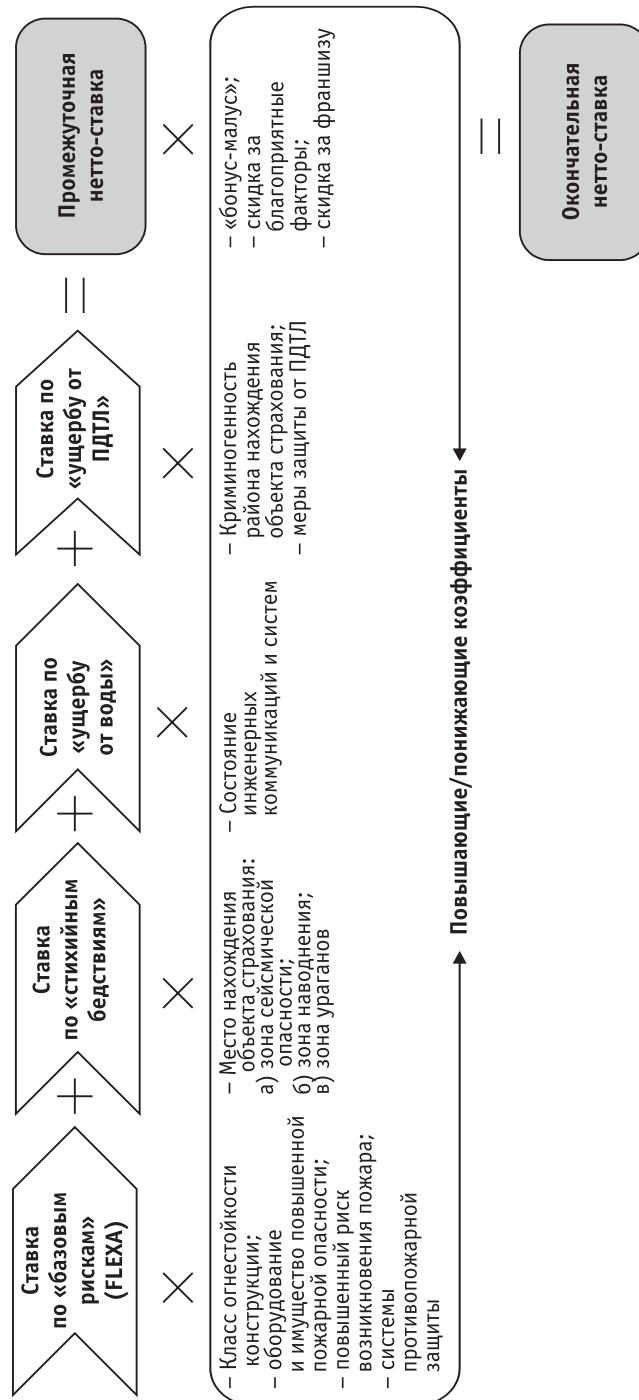 Ставка
по «базовым
рискам»
(FLEXA)
+
Ставка
по «стихийным
бедствиям»
+
Ставка по
«ущербу
от воды»
+
Ставка по
«ущербу от
ПДТЛ»
=
Промежуточная
нетто-ставка
×
×
×
×
×
– Класс огнестойкости
конструкции;
– оборудование
и имущество повышенной
пожарной опасности;
– повышенный риск
возникновения пожара;
– системы
противопожарной
защиты
– Место нахождения
объекта страхования:
а) зона сейсмической
опасности;
б) зона наводнения;
в) зона ураганов
– Состояние
инженерных
коммуникаций и систем
– Криминогенность
района нахождения
объекта страхования;
– меры защиты от ПДТЛ
– «бонус-малус»;
– скидка за
благоприятные
факторы;
– скидка за франшизу
Повышающие/понижающие коэффициенты
=
Окончательная
нетто-ставка